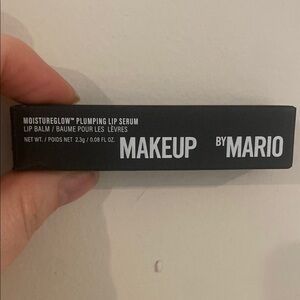 MOISTUREGLOW™ PLUMPING LIP SERUM
LIP BALM / BAUME POUR LES LÈVRES
NET WT. / POIDS NET 2.3g / 0.08 FL OZ.
MAKEUP BY MARIO